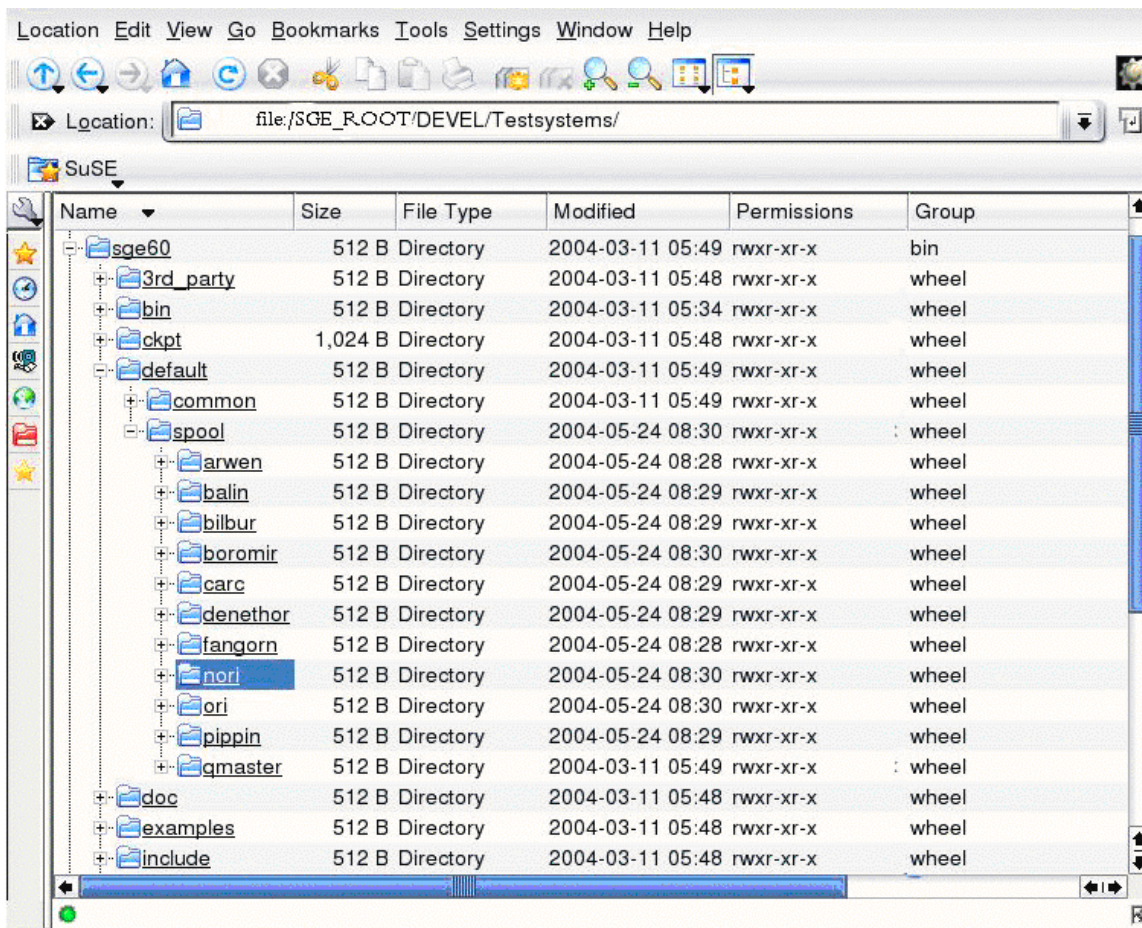 Location Edit View Go Bookmarks Tools Settings Window Help
Location: file:/SGE_ROOT/DEVEL/Testsystems/
SuSE
Name Size File Type Modified Permissions Group
sge60 512 B Directory 2004-03-11 05:49 rwxr-xr-x bin
3rd_party 512 B Directory 2004-03-11 05:48 rwxr-xr-x wheel
bin 512 B Directory 2004-03-11 05:34 rwxr-xr-x wheel
ckpt 1,024 B Directory 2004-03-11 05:48 rwxr-xr-x wheel
default 512 B Directory 2004-03-11 05:49 rwxr-xr-x wheel
common 512 B Directory 2004-03-11 05:49 rwxr-xr-x wheel
spool 512 B Directory 2004-05-24 08:30 rwxr-xr-x wheel
arwen 512 B Directory 2004-05-24 08:28 rwxr-xr-x wheel
balin 512 B Directory 2004-05-24 08:29 rwxr-xr-x wheel
bilbur 512 B Directory 2004-05-24 08:29 rwxr-xr-x wheel
boromir 512 B Directory 2004-05-24 08:30 rwxr-xr-x wheel
carc 512 B Directory 2004-05-24 08:29 rwxr-xr-x wheel
denethor 512 B Directory 2004-05-24 08:29 rwxr-xr-x wheel
fangorn 512 B Directory 2004-05-24 08:28 rwxr-xr-x wheel
nori 512 B Directory 2004-05-24 08:30 rwxr-xr-x wheel
ori 512 B Directory 2004-05-24 08:30 rwxr-xr-x wheel
pippin 512 B Directory 2004-05-24 08:29 rwxr-xr-x wheel
qmaster 512 B Directory 2004-03-11 05:49 rwxr-xr-x wheel
doc 512 B Directory 2004-03-11 05:48 rwxr-xr-x wheel
examples 512 B Directory 2004-03-11 05:48 rwxr-xr-x wheel
include 512 B Directory 2004-03-11 05:48 rwxr-xr-x wheel